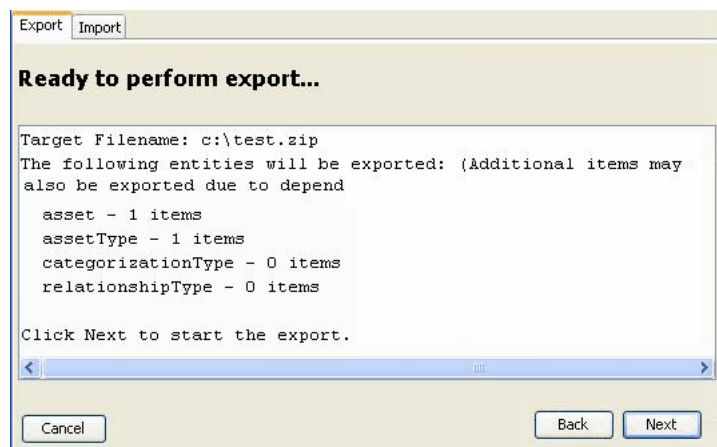 Export Import
Ready to perform export...
Target Filename: c:\test.zip
The following entities will be exported: (Additional items may
also be exported due to depend
asset - 1 items
assetType - 1 items
categorizationType - 0 items
relationshipType - 0 items
Click Next to start the export.
Cancel Back Next